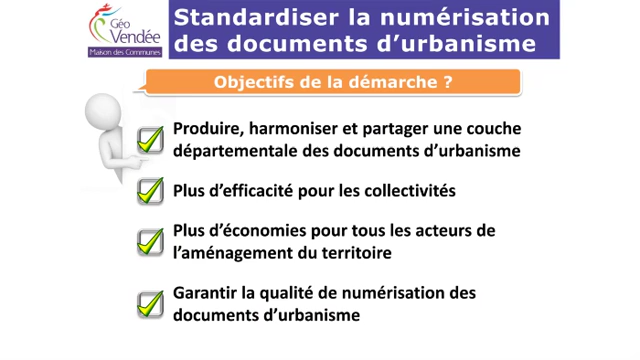 Géo
Vendée
Maison des Communes
Standardiser la numérisation
des documents d'urbanisme
Objectifs de la démarche ?
Produire, harmoniser et partager une couche
départementale des documents d'urbanisme
Plus d'efficacité pour les collectivités
Plus d'économies pour tous les acteurs de
l'aménagement du territoire
Garantir la qualité de numérisation des
documents d'urbanisme